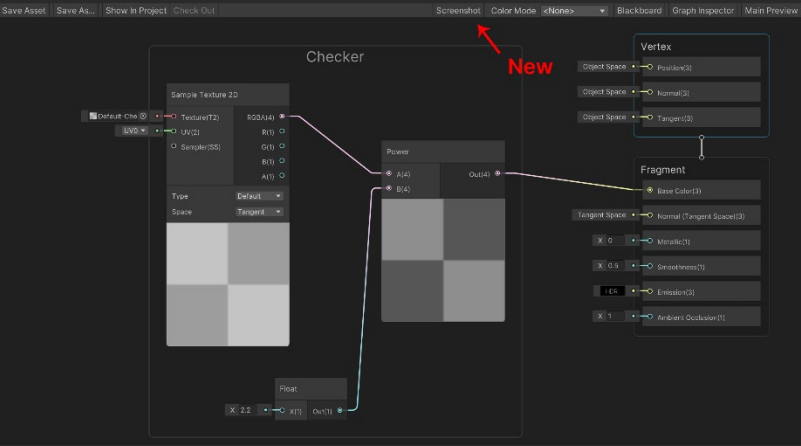 Save Asset Save As... Show In Project Check Out Screenshot Color Mode <None> Blackboard Graph Inspector Main Preview
New
Checker
Sample Texture 2D
Default-Che Texture(T2) RGBA(4)
UV0 UV(2) R(1)
Sampler(SS) G(1)
B(1)
A(1)
Type Default
Space Tangent
Power
A(4) Out(4)
B(4)
Float
X 2.2 X(1) Out(1)
Vertex
Object Space Position(3)
Object Space Normal(3)
Object Space Tangent(3)
Fragment
Base Color(3)
Tangent Space Normal (Tangent Space)(3)
X 0 Metallic(1)
X 0.5 Smoothness(1)
HDR Emission(3)
X 1 Ambient Occlusion(1)